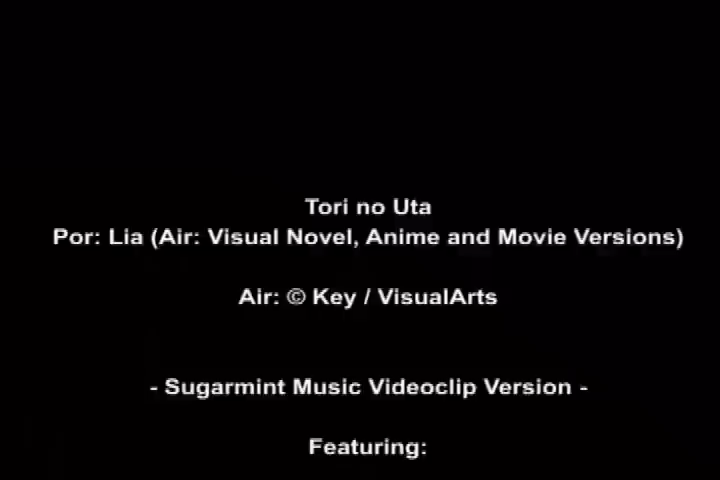 Tori no Uta
Por: Lia (Air: Visual Novel, Anime and Movie Versions)
Air: © Key / VisualArts
- Sugarmint Music Videoclip Version -
Featuring: